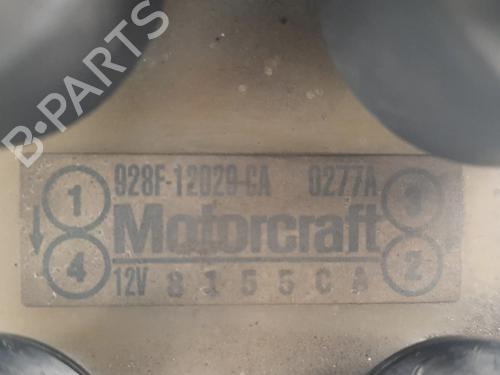 B-PARTS
928F-12029-CA 0277A
1 Motorcraft 3
4 2
12V 8155CA